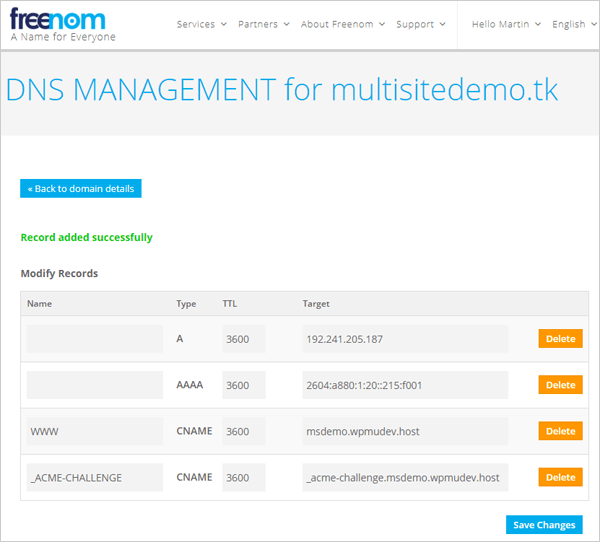 freenom
A Name for Everyone
Services Partners About Freenom Support Hello Martin English
DNS MANAGEMENT for multisitedemo.tk
« Back to domain details
Record added successfully
Modify Records
Name Type TTL Target
A 3600 192.241.205.187 Delete
AAAA 3600 2604:a880:1:20::215:f001 Delete
WWW CNAME 3600 msdemo.wpmudev.host Delete
_ACME-CHALLENGE CNAME 3600 _acme-challenge.msdemo.wpmudev.host Delete
Save Changes